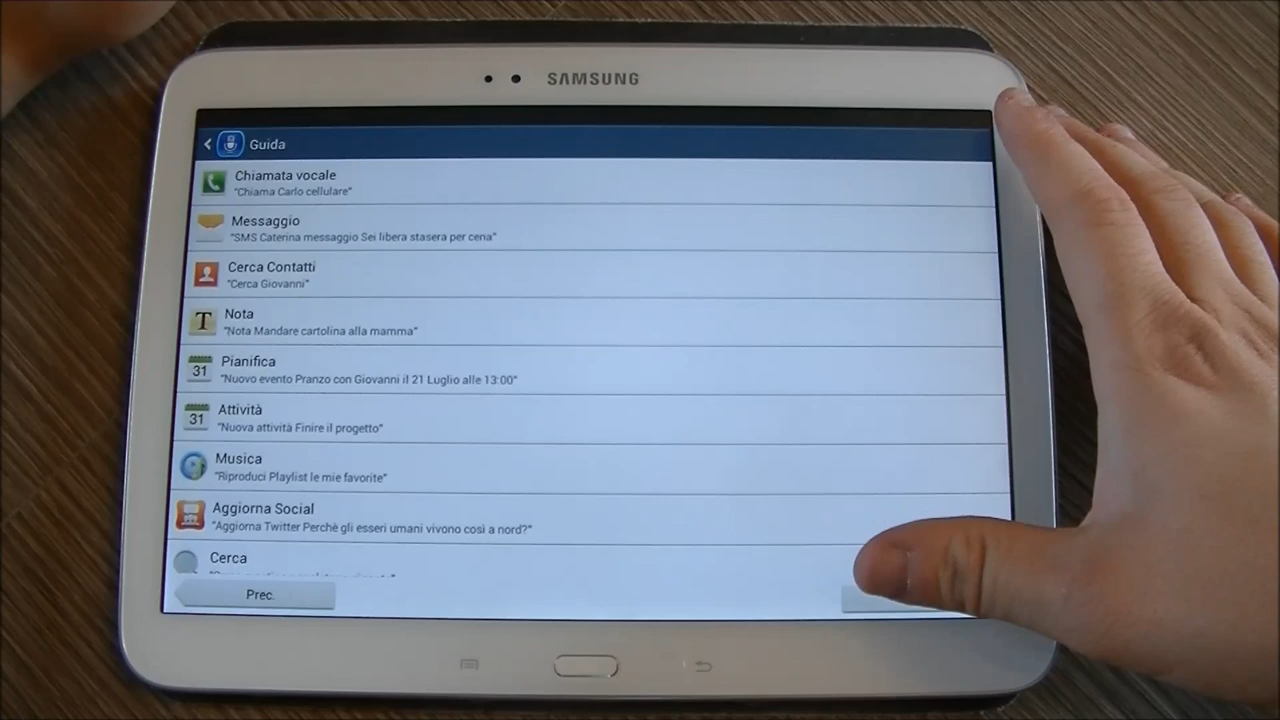 SAMSUNG
Guida
Chiamata vocale
"Chiama Carlo cellulare"
Messaggio
"SMS Caterina messaggio Sei libera stasera per cena"
Cerca Contatti
"Cerca Giovanni"
T
Nota
"Nota Mandare cartolina alla mamma"
31
Pianifica
"Nuovo evento Pranzo con Giovanni il 21 Luglio alle 13:00"
31
Attività
"Nuova attività Finire il progetto"
Musica
"Riproduci Playlist le mie favorite"
Aggiorna Social
"Aggiorna Twitter Perchè gli esseri umani vivono così a nord?"
Cerca
Prec.